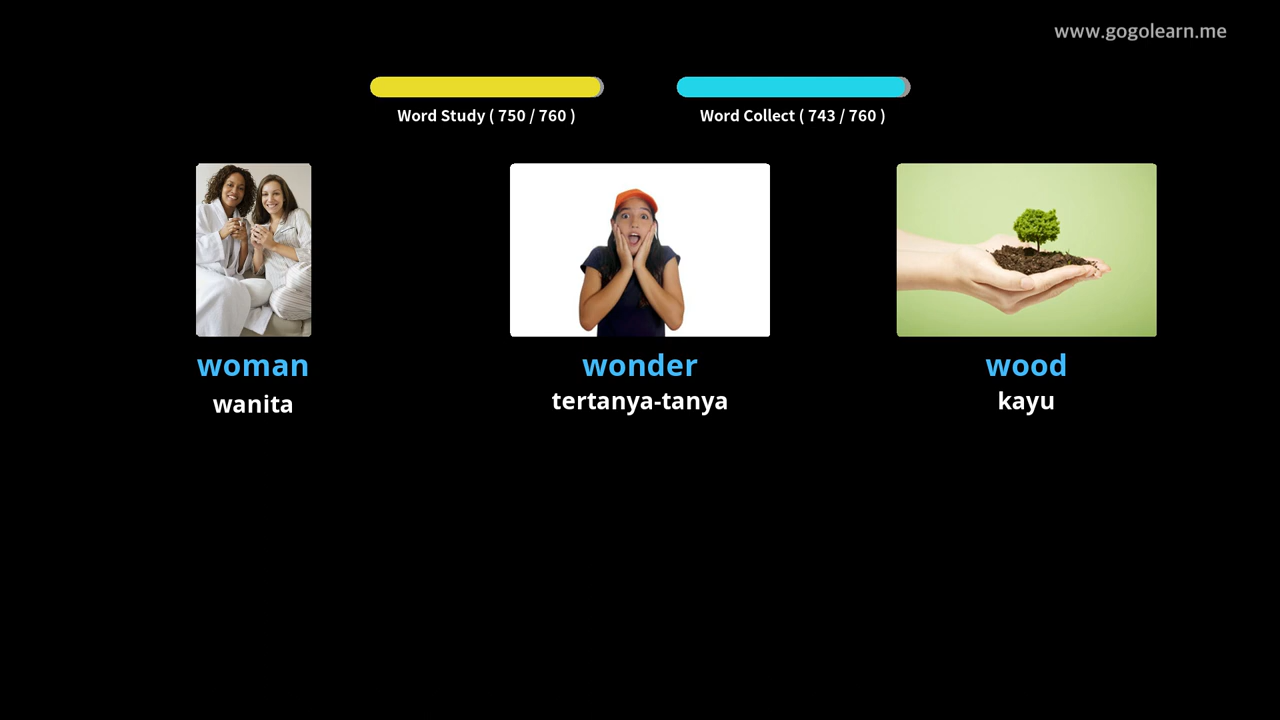 www.gogolearn.me
Word Study ( 750 / 760 )
Word Collect ( 743 / 760 )
woman
wanita
wonder
tertanya-tanya
wood
kayu